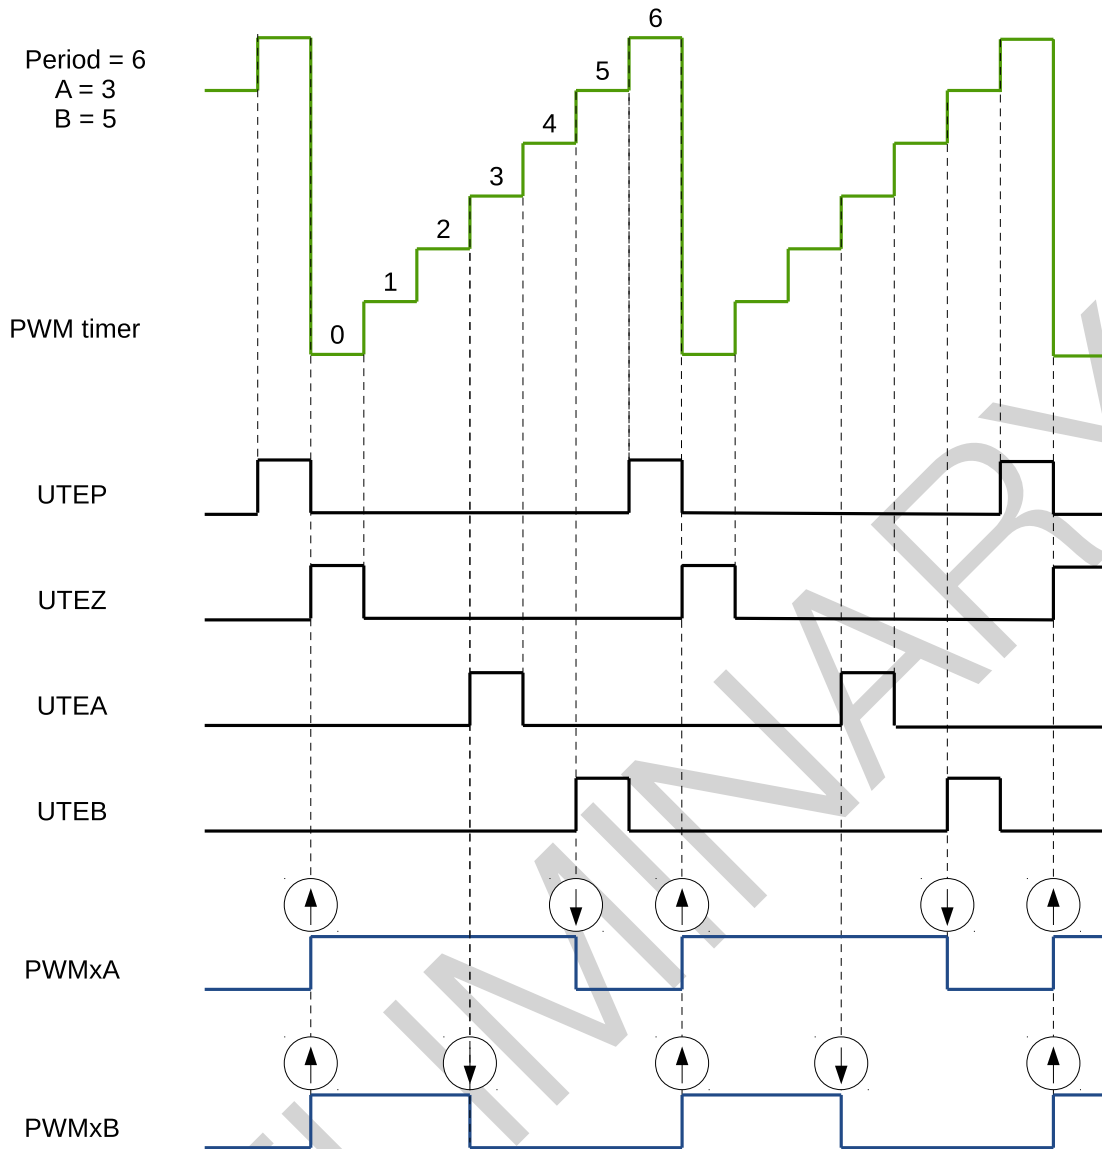 6
Period = 6
A = 3
B = 5
5
4
3
2
1
PWM timer
0
UTEP
UTEZ
UTEA
UTEB
PWMxA
PWMxB